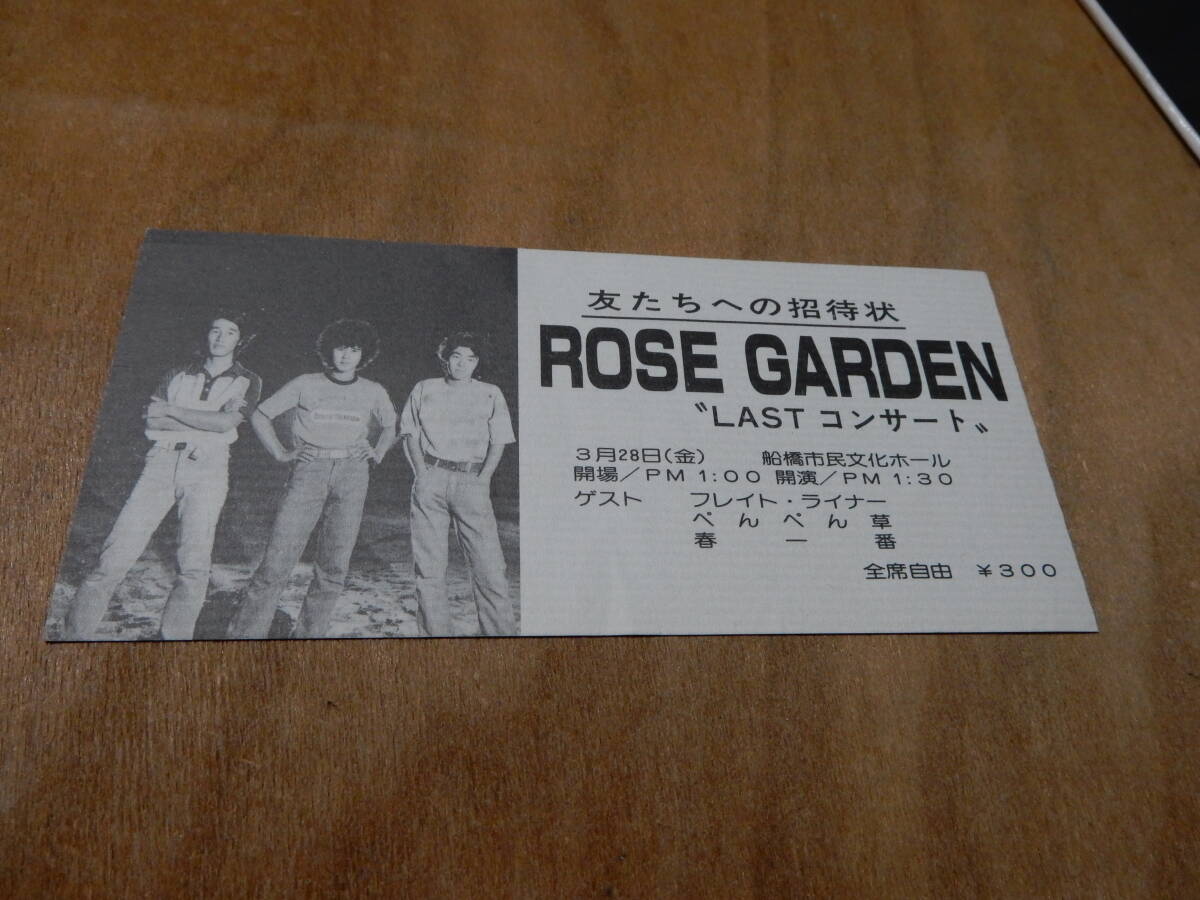 友たちへの招待状
ROSE GARDEN
〝LAST コンサート〟
3月28日(金) 船橋市民文化ホール
開場/PM 1:00 開演/PM 1:30
ゲスト フレイト・ライナー
ぺんぺん草
春一番
全席自由 ¥300